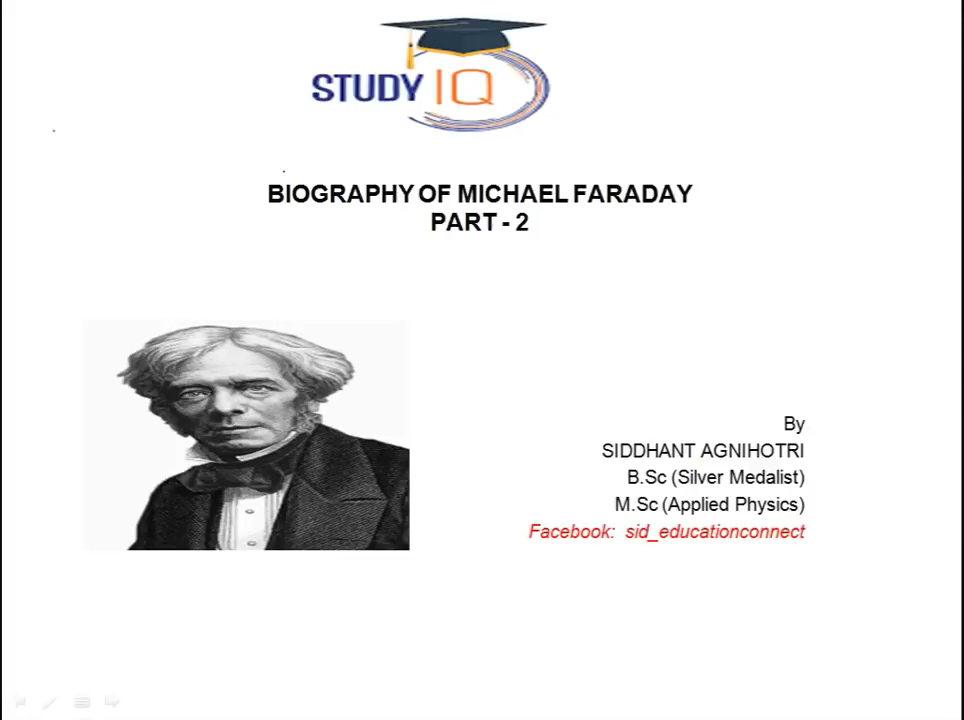 STUDY IQ
BIOGRAPHY OF MICHAEL FARADAY
PART - 2
By
SIDDHANT AGNIHOTRI
B.Sc (Silver Medalist)
M.Sc (Applied Physics)
Facebook: sid_educationconnect